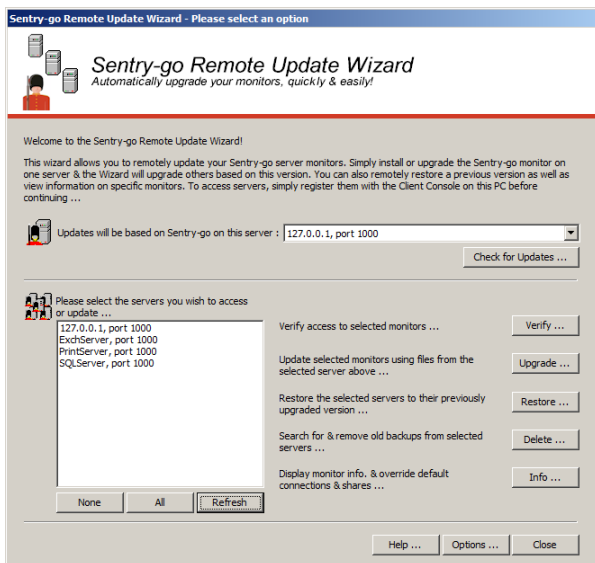 Sentry-go Remote Update Wizard - Please select an option
Sentry-go Remote Update Wizard
Automatically upgrade your monitors, quickly & easily!
Welcome to the Sentry-go Remote Update Wizard!
This wizard allows you to remotely update your Sentry-go server monitors. Simply install or upgrade the Sentry-go monitor on
one server & the Wizard will upgrade others based on this version. You can also remotely restore a previous version as well as
view information on specific monitors. To access servers, simply register them with the Client Console on this PC before
continuing ...
Updates will be based on Sentry-go on this server : 127.0.0.1, port 1000
Check for Updates ...
Please select the servers you wish to access
or update ...
127.0.0.1, port 1000
ExchServer, port 1000
PrintServer, port 1000
SQLServer, port 1000
None All Refresh
Verify access to selected monitors ... Verify ...
Update selected monitors using files from the
selected server above ... Upgrade ...
Restore the selected servers to their previously
upgraded version ... Restore ...
Search for & remove old backups from selected
servers ... Delete ...
Display monitor info. & override default
connections & shares ... Info ...
Help ... Options ... Close